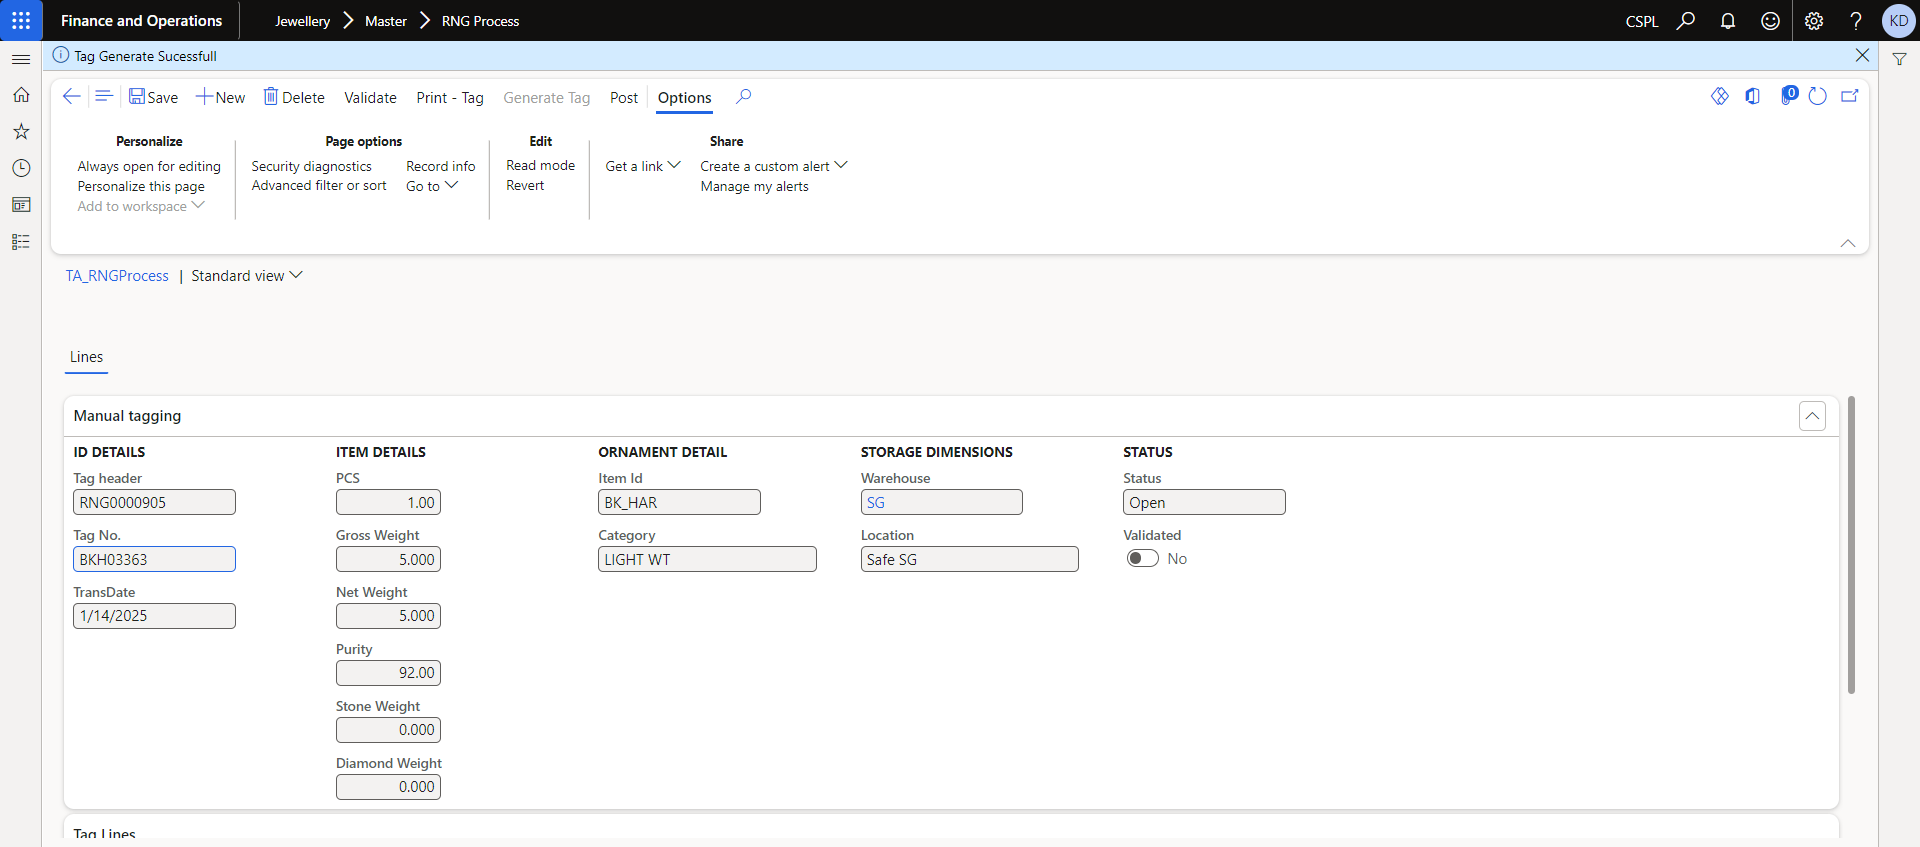 Finance and Operations
Jewellery > Master > RNG Process
CSPL
KD
Tag Generate Sucessfull
Save
New
Delete
Validate
Print - Tag
Generate Tag
Post
Options
0
Personalize
Always open for editing
Personalize this page
Add to workspace
Page options
Security diagnostics
Advanced filter or sort
Record info
Go to
Edit
Read mode
Revert
Share
Get a link
Create a custom alert
Manage my alerts
TA_RNGProcess | Standard view
Lines
Manual tagging
ID DETAILS
Tag header
RNG0000905
Tag No.
BKH03363
TransDate
1/14/2025
ITEM DETAILS
PCS
1.00
Gross Weight
5.000
Net Weight
5.000
Purity
92.00
Stone Weight
0.000
Diamond Weight
0.000
ORNAMENT DETAIL
Item Id
BK_HAR
Category
LIGHT WT
STORAGE DIMENSIONS
Warehouse
SG
Location
Safe SG
STATUS
Status
Open
Validated
No
Tag Lines